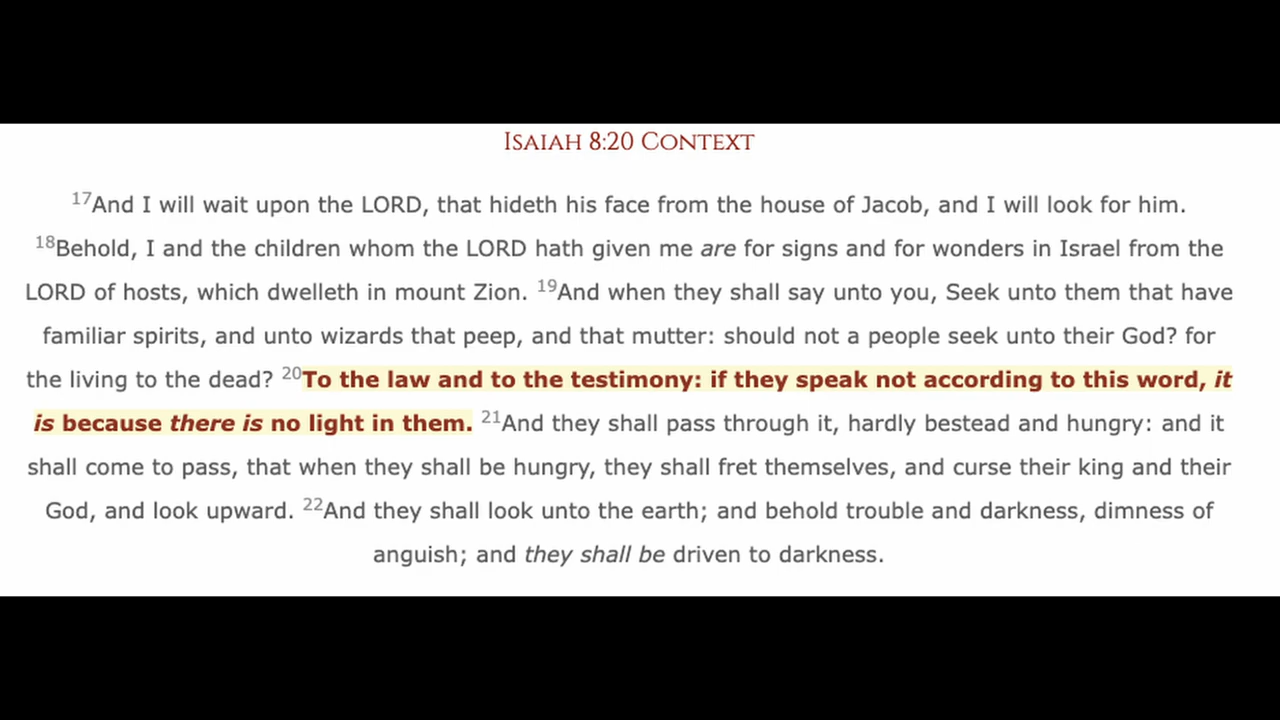 Isaiah 8:20 Context
17And I will wait upon the LORD, that hideth his face from the house of Jacob, and I will look for him.
18Behold, I and the children whom the LORD hath given me are for signs and for wonders in Israel from the
LORD of hosts, which dwelleth in mount Zion. 19And when they shall say unto you, Seek unto them that have
familiar spirits, and unto wizards that peep, and that mutter: should not a people seek unto their God? for
the living to the dead? 20To the law and to the testimony: if they speak not according to this word, it
is because there is no light in them. 21And they shall pass through it, hardly bestead and hungry: and it
shall come to pass, that when they shall be hungry, they shall fret themselves, and curse their king and their
God, and look upward. 22And they shall look unto the earth; and behold trouble and darkness, dimness of
anguish; and they shall be driven to darkness.